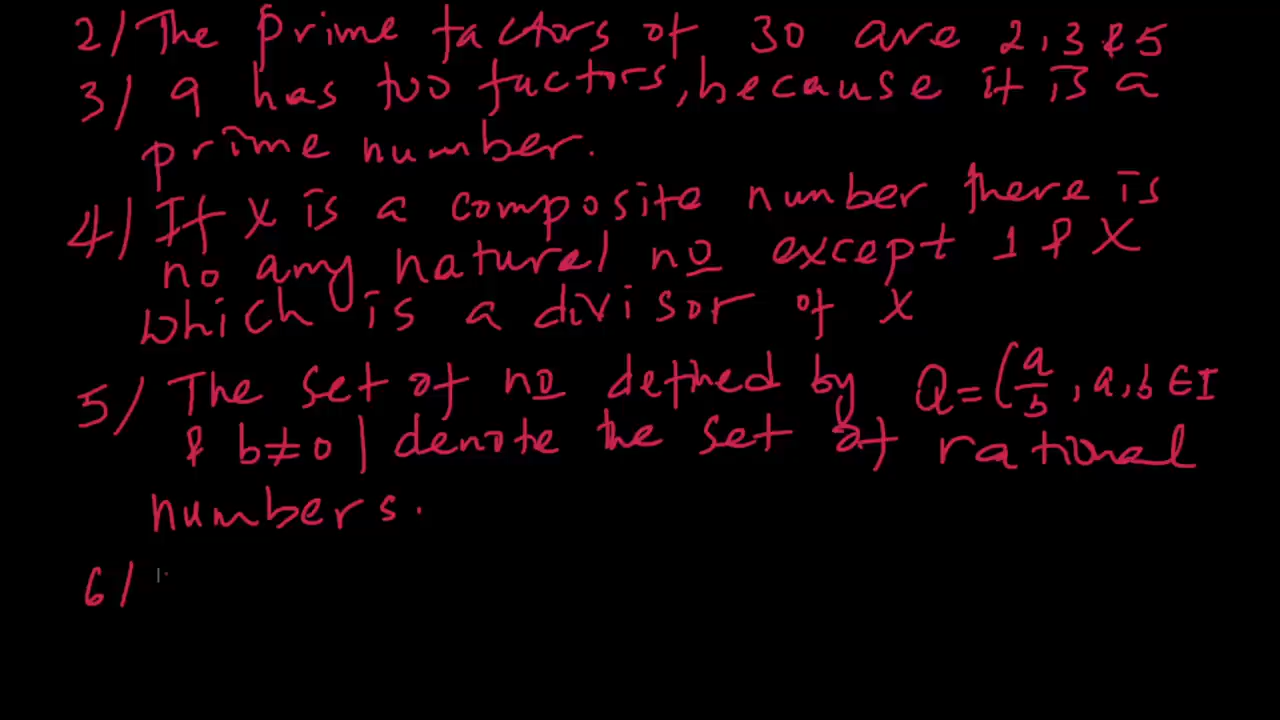 2/ The prime factors of 30 are 2, 3 & 5
3/ 9 has two factors, because it is a
prime number.
4/ If x is a composite number there is
no any natural no except 1 & X
which is a divisor of x
5/ The set of no defined by Q = ( a/b , a, b ∈ I
& b ≠ 0 | denote the set of rational
numbers.
6/